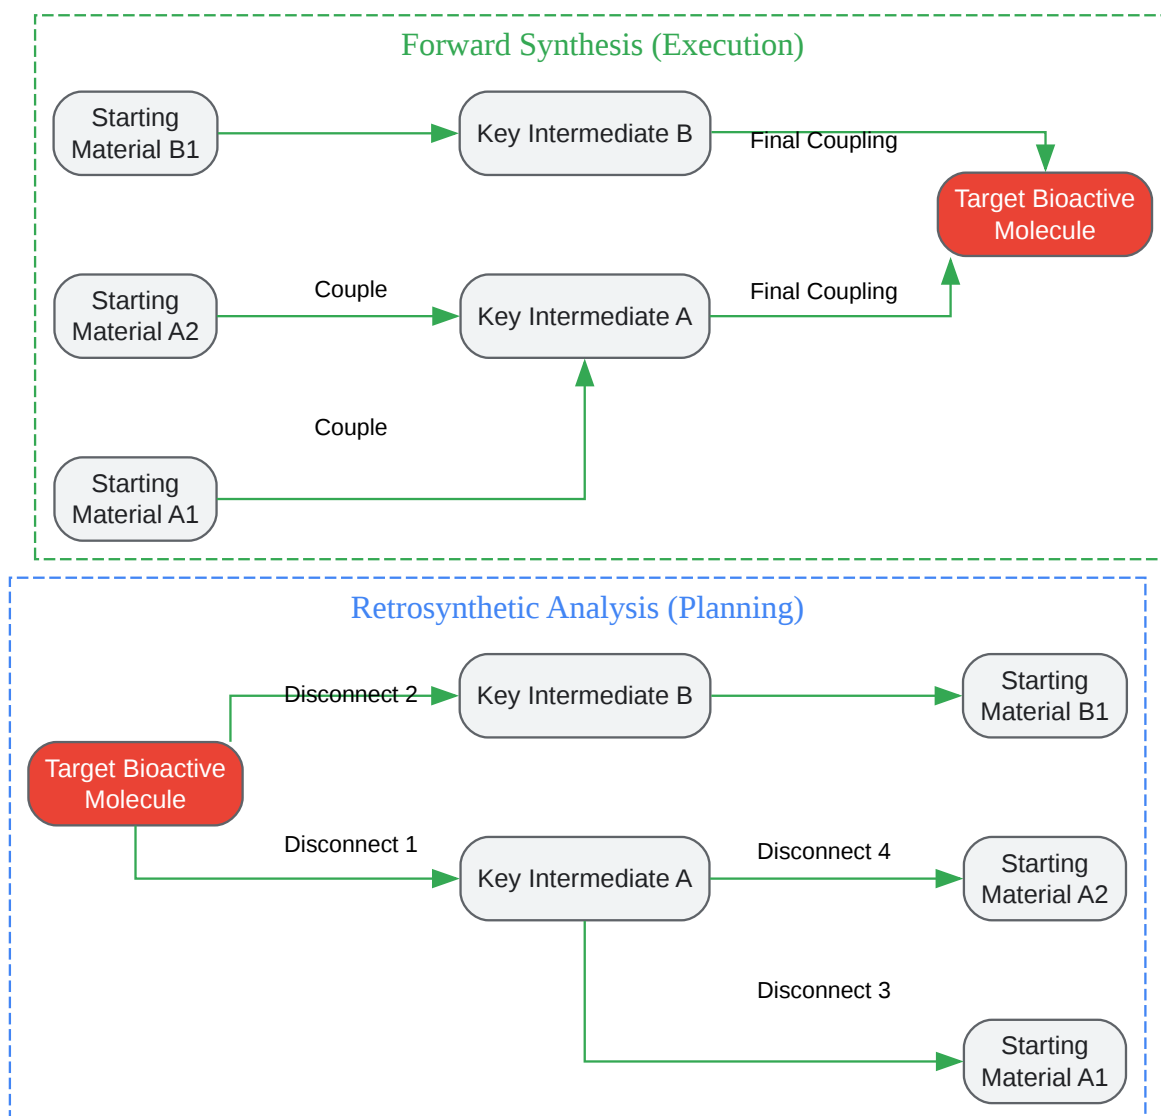 Forward Synthesis (Execution)
Starting
Material B1
Key Intermediate B
Final Coupling
Target Bioactive
Molecule
Starting
Material A2
Couple
Key Intermediate A
Final Coupling
Couple
Starting
Material A1
Retrosynthetic Analysis (Planning)
Disconnect 2
Key Intermediate B
Starting
Material B1
Target Bioactive
Molecule
Disconnect 1
Key Intermediate A
Disconnect 4
Starting
Material A2
Disconnect 3
Starting
Material A1